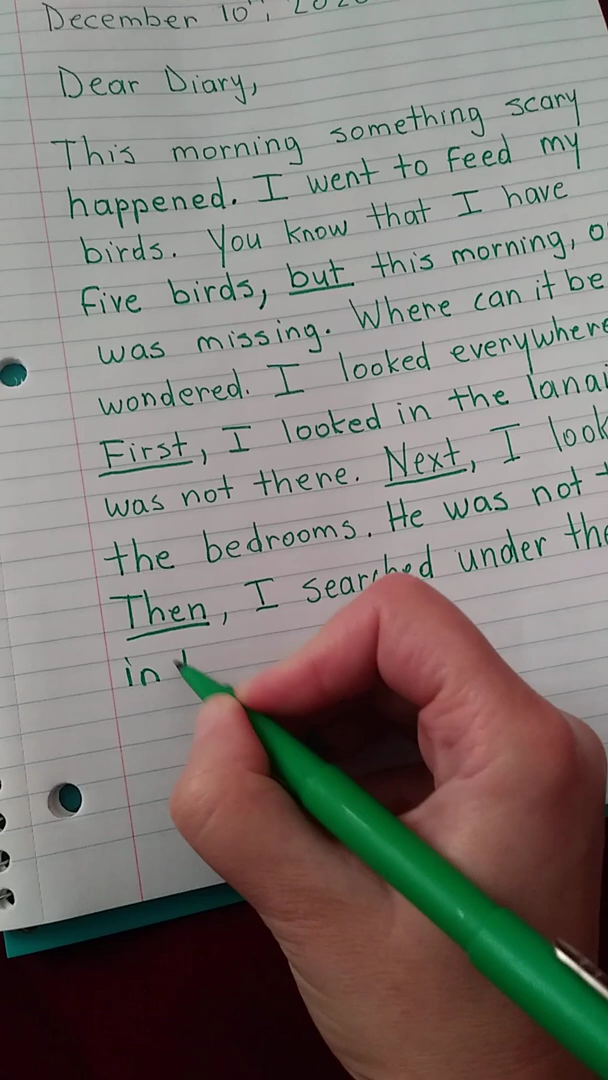 December 10th, 2020
Dear Diary,
This morning something scary
happened. I went to feed my
birds. You know that I have
five birds, but this morning,
was missing. Where can it be
wondered. I looked everywhere
First, I looked in the lanai
was not there. Next, I look
the bedrooms. He was not
Then, I searched under the
in